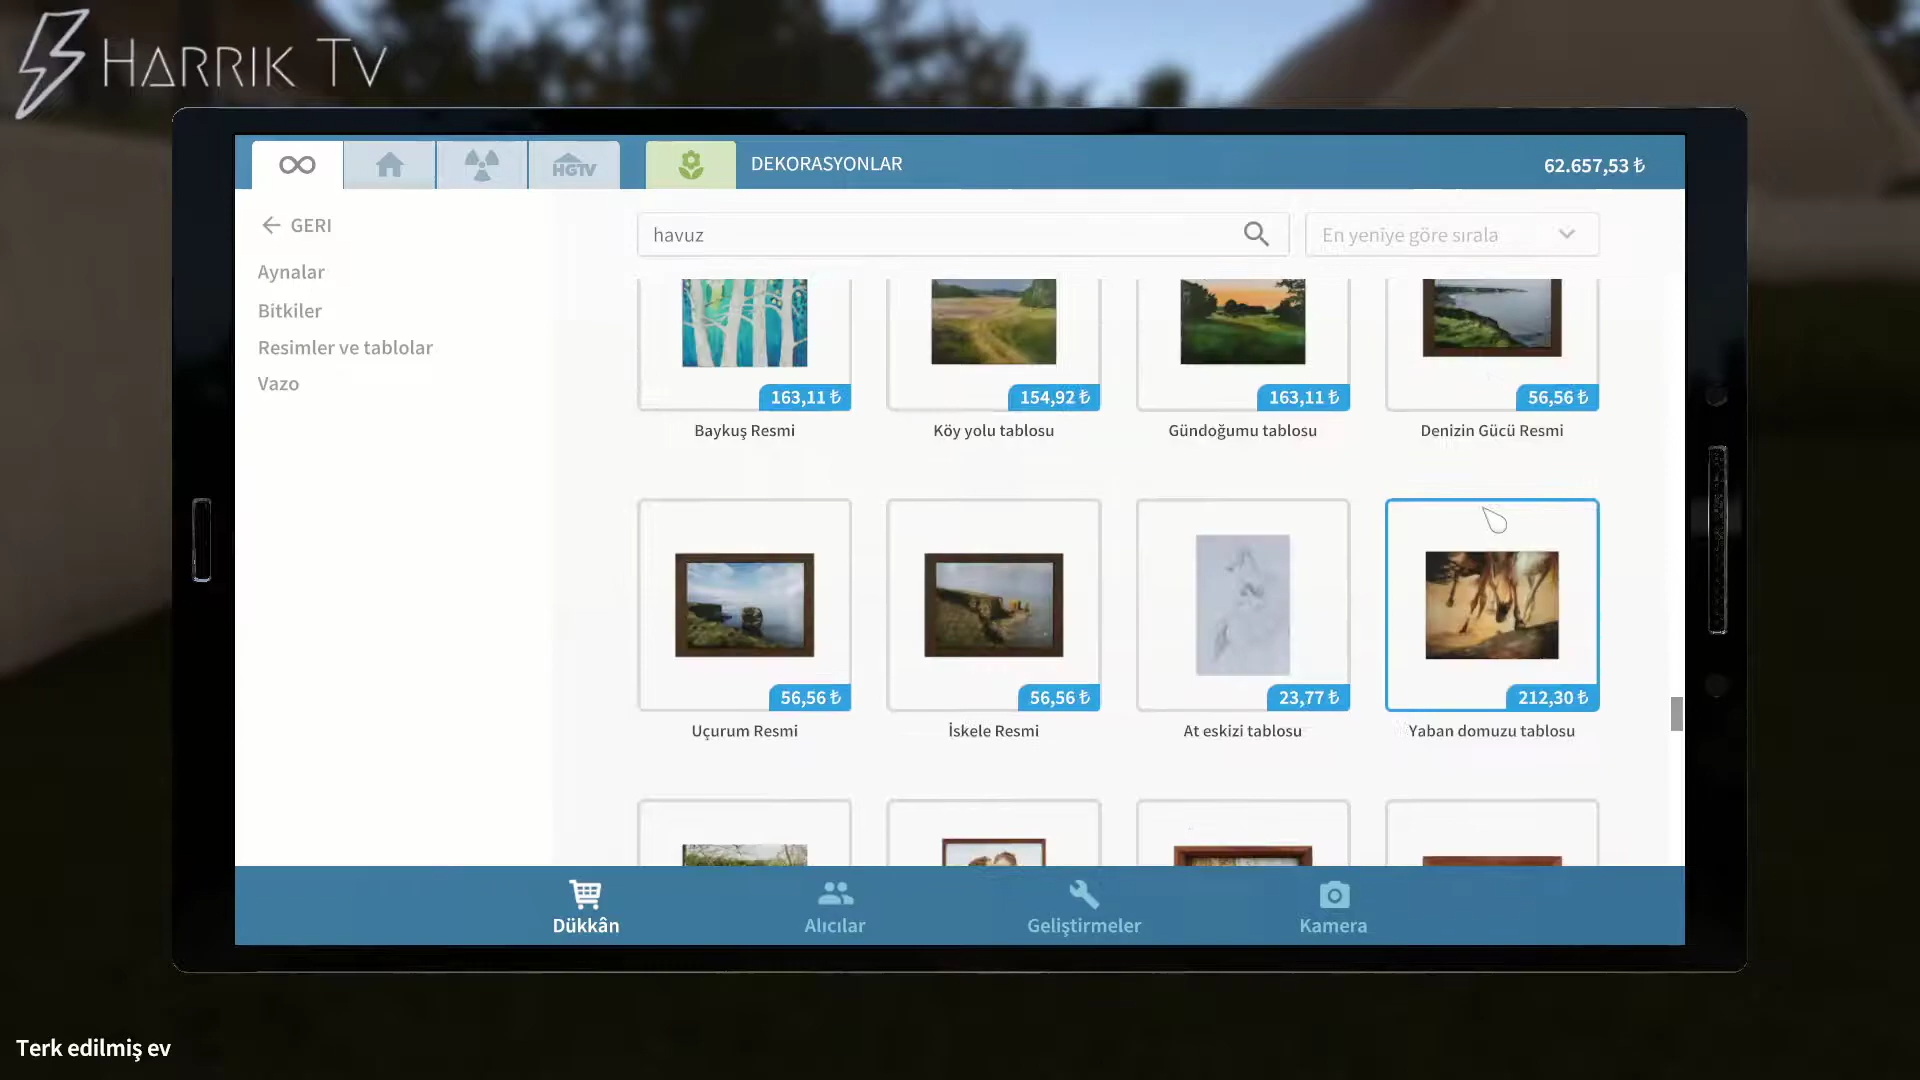 HARRIK TV
HGTV
DEKORASYONLAR
62.657,53 ₺
GERI
Aynalar
Bitkiler
Resimler ve tablolar
Vazo
havuz
En yeniye göre sırala
163,11 ₺
154,92 ₺
163,11 ₺
56,56 ₺
Baykuş Resmi
Köy yolu tablosu
Gündoğumu tablosu
Denizin Gücü Resmi
56,56 ₺
56,56 ₺
23,77 ₺
212,30 ₺
Uçurum Resmi
İskele Resmi
At eskizi tablosu
Yaban domuzu tablosu
Dükkân
Alıcılar
Geliştirmeler
Kamera
Terk edilmiş ev